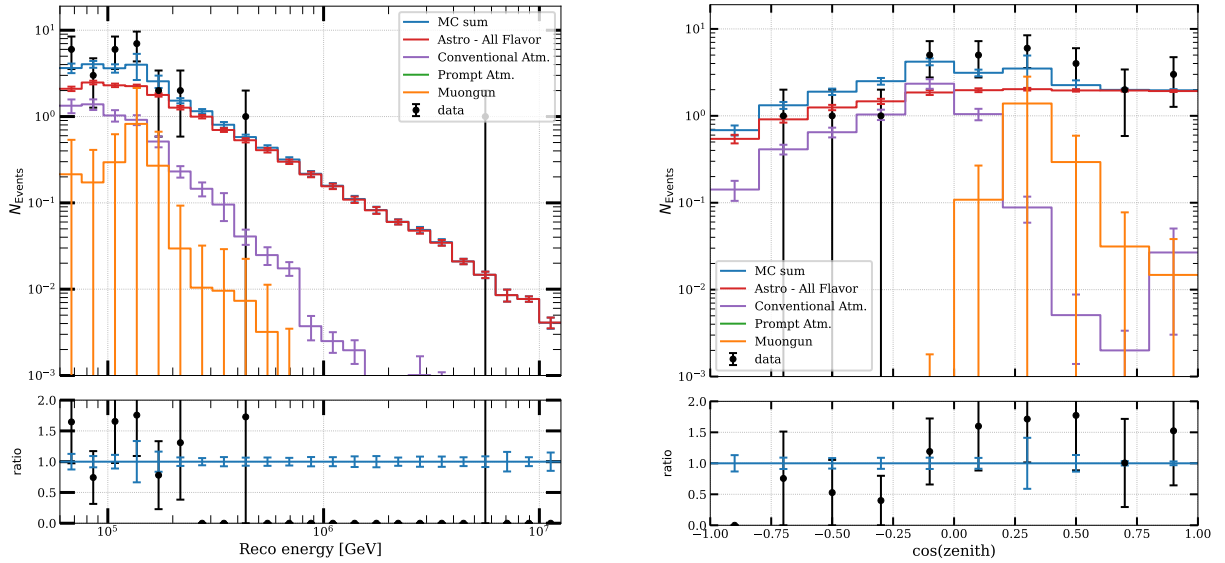 10¹
10⁰
10⁻¹
10⁻²
10⁻³
N_Events
MC sum
Astro - All Flavor
Conventional Atm.
Prompt Atm.
Muongun
data
2.0
1.5
1.0
0.5
0.0
ratio
10⁵
10⁶
10⁷
Reco energy [GeV]
10¹
10⁰
10⁻¹
10⁻²
10⁻³
N_Events
MC sum
Astro - All Flavor
Conventional Atm.
Prompt Atm.
Muongun
data
2.0
1.5
1.0
0.5
0.0
ratio
−1.00 −0.75 −0.50 −0.25 0.00 0.25 0.50 0.75 1.00
cos(zenith)